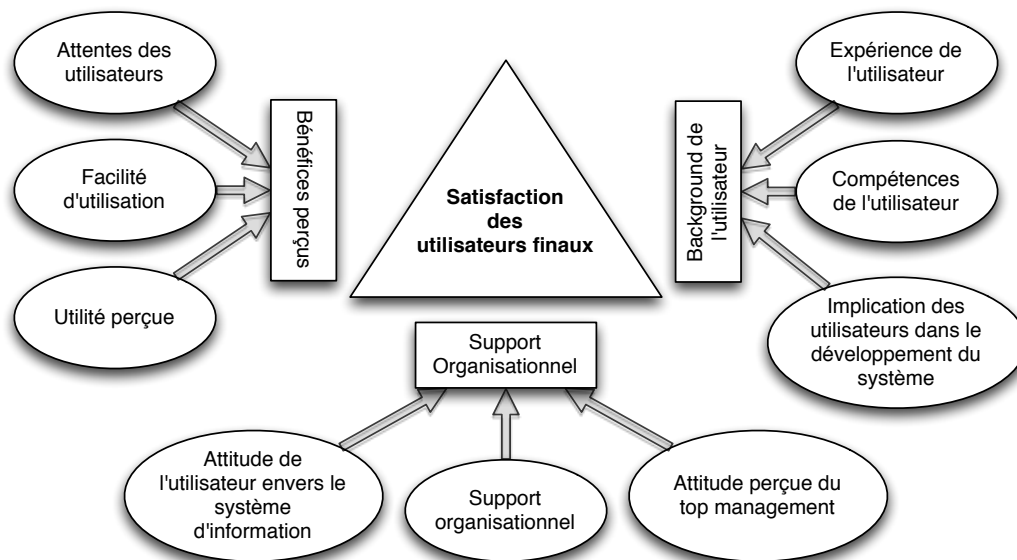 Attentes des
utilisateurs
Facilité
d'utilisation
Utilité perçue
Bénéfices perçus
Satisfaction
des
utilisateurs finaux
Background de
l'utilisateur
Expérience de
l'utilisateur
Compétences
de l'utilisateur
Implication des
utilisateurs dans le
développement du
système
Support
Organisationnel
Attitude de
l'utilisateur envers le
système
d'information
Support
organisationnel
Attitude perçue du
top management